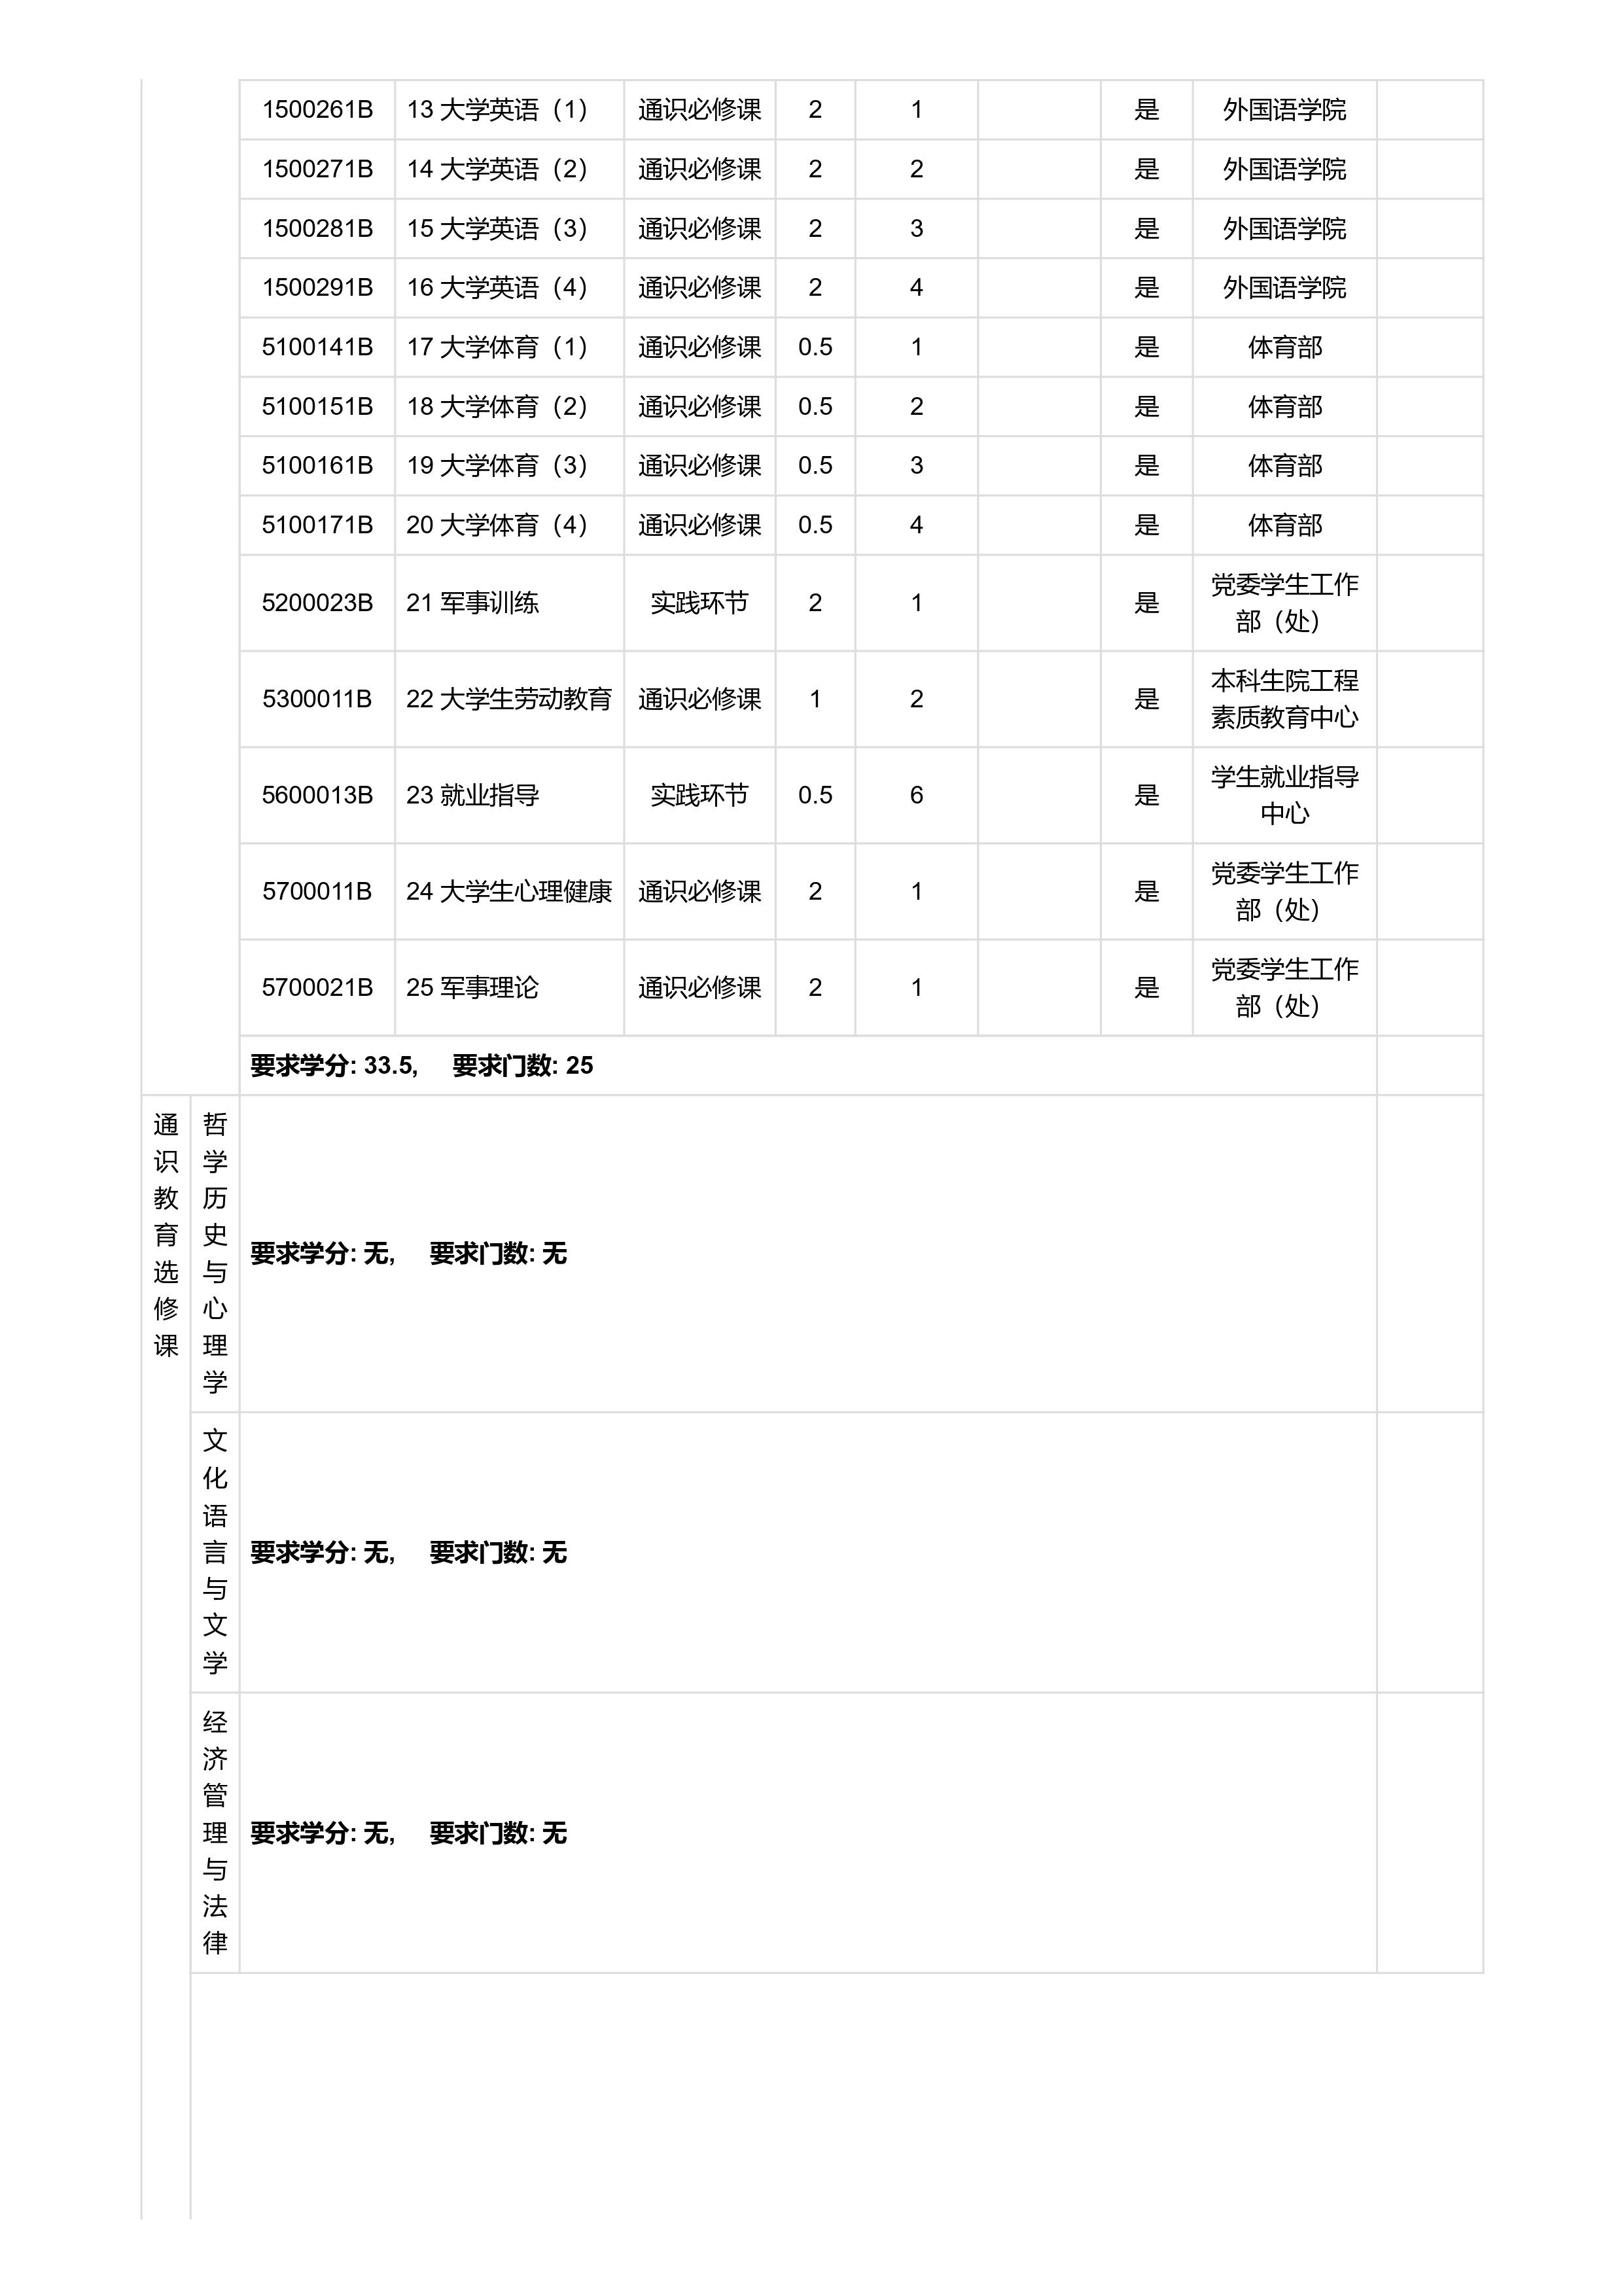 1500261B 13 大学英语（1） 通识必修课 2 1 是 外国语学院
1500271B 14 大学英语（2） 通识必修课 2 2 是 外国语学院
1500281B 15 大学英语（3） 通识必修课 2 3 是 外国语学院
1500291B 16 大学英语（4） 通识必修课 2 4 是 外国语学院
5100141B 17 大学体育（1） 通识必修课 0.5 1 是 体育部
5100151B 18 大学体育（2） 通识必修课 0.5 2 是 体育部
5100161B 19 大学体育（3） 通识必修课 0.5 3 是 体育部
5100171B 20 大学体育（4） 通识必修课 0.5 4 是 体育部
5200023B 21 军事训练 实践环节 2 1 是 党委学生工作
部（处）
5300011B 22 大学生劳动教育 通识必修课 1 2 是 本科生院工程
素质教育中心
5600013B 23 就业指导 实践环节 0.5 6 是 学生就业指导
中心
5700011B 24 大学生心理健康 通识必修课 2 1 是 党委学生工作
部（处）
5700021B 25 军事理论 通识必修课 2 1 是 党委学生工作
部（处）
要求学分: 33.5, 要求门数: 25
通识教育选修课
哲学历史与心理学
要求学分: 无, 要求门数: 无
文化语言与文学
要求学分: 无, 要求门数: 无
经济管理与法律
要求学分: 无, 要求门数: 无